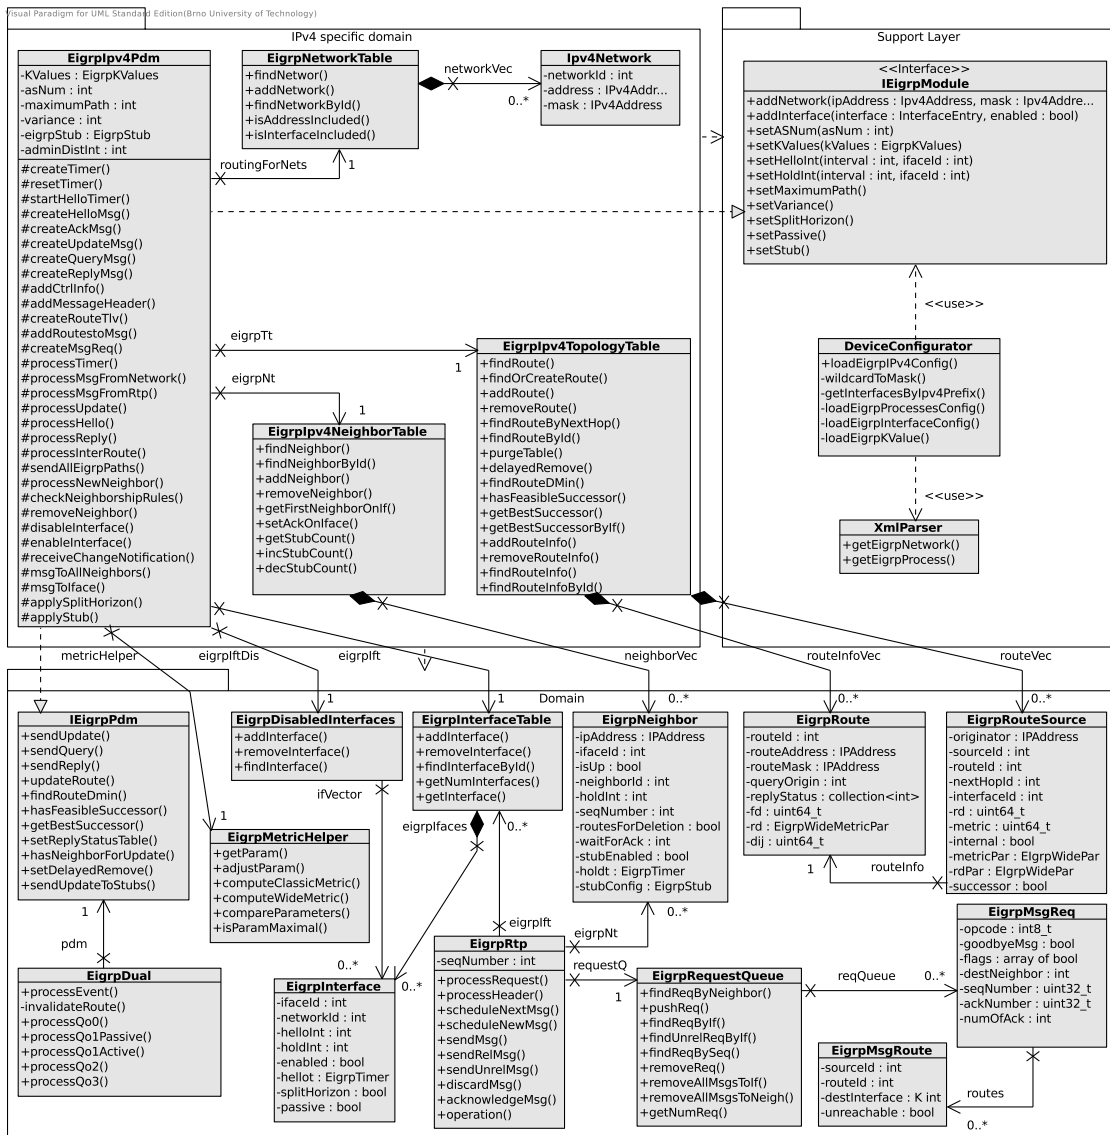 Visual Paradigm for UML Standard Edition(Brno University of Technology)
IPv4 specific domain
EigrpIpv4Pdm
-KValues : EigrpKValues
-asNum : int
-maximumPath : int
-variance : int
-eigrpStub : EigrpStub
-adminDistInt : int
#createTimer()
#resetTimer()
#startHelloTimer()
#createHelloMsg()
#createAckMsg()
#createUpdateMsg()
#createQueryMsg()
#createReplyMsg()
#addCtrlInfo()
#addMessageHeader()
#createRouteTlv()
#addRoutestoMsg()
#createMsgReq()
#processTimer()
#processMsgFromNetwork()
#processMsgFromRtp()
#processUpdate()
#processHello()
#processReply()
#processInterRoute()
#sendAllEigrpPaths()
#processNewNeighbor()
#checkNeighborshipRules()
#removeNeighbor()
#disableInterface()
#enableInterface()
#receiveChangeNotification()
#msgToAllNeighbors()
#msgToIface()
#applySplitHorizon()
#applyStub()
EigrpNetworkTable
+findNetwor()
+addNetwork()
+findNetworkById()
+isAddressIncluded()
+isInterfaceIncluded()
networkVec
0..*
Ipv4Network
-networkId : int
-address : IPv4Addr...
-mask : IPv4Address
routingForNets
1
eigrpTt
1
eigrpNt
1
EigrpIpv4NeighborTable
+findNeighbor()
+findNeighborById()
+addNeighbor()
+removeNeighbor()
+getFirstNeighborOnIf()
+setAckOnIface()
+getStubCount()
+incStubCount()
+decStubCount()
EigrpIpv4TopologyTable
+findRoute()
+findOrCreateRoute()
+addRoute()
+removeRoute()
+findRouteByNextHop()
+findRouteById()
+purgeTable()
+delayedRemove()
+findRouteDMin()
+hasFeasibleSuccessor()
+getBestSuccessor()
+getBestSuccessorByIf()
+addRouteInfo()
+removeRouteInfo()
+findRouteInfo()
+findRouteInfoById()
Support Layer
<<Interface>>
IEigrpModule
+addNetwork(ipAddress : Ipv4Address, mask : Ipv4Addre...
+addInterface(interface : InterfaceEntry, enabled : bool)
+setASNum(asNum : int)
+setKValues(kValues : EigrpKValues)
+setHelloInt(interval : int, ifaceId : int)
+setHoldInt(interval : int, ifaceId : int)
+setMaximumPath()
+setVariance()
+setSplitHorizon()
+setPassive()
+setStub()
<<use>>
DeviceConfigurator
+loadEigrpIPv4Config()
-wildcardToMask()
-getInterfacesByIpv4Prefix()
-loadEigrpProcessesConfig()
-loadEigrpInterfaceConfig()
-loadEigrpKValue()
<<use>>
XmlParser
+getEigrpNetwork()
+getEigrpProcess()
metricHelper
eigrpIftDis
eigrpIft
neighborVec
routeInfoVec
routeVec
Domain
1
1
0..*
0..*
0..*
IEigrpPdm
+sendUpdate()
+sendQuery()
+sendReply()
+updateRoute()
+findRouteDmin()
+hasFeasibleSuccessor()
+getBestSuccessor()
+setReplyStatusTable()
+hasNeighborForUpdate()
+setDelayedRemove()
+sendUpdateToStubs()
1
pdm
EigrpDual
+processEvent()
-invalidateRoute()
+processQo0()
+processQo1Passive()
+processQo1Active()
+processQo2()
+processQo3()
EigrpDisabledInterfaces
+addInterface()
+removeInterface()
+findInterface()
ifVector
1
EigrpMetricHelper
+getParam()
+adjustParam()
+computeClassicMetric()
+computeWideMetric()
+compareParameters()
+isParamMaximal()
0..*
EigrpInterface
-ifaceId : int
-networkId : int
-helloInt : int
-holdInt : int
-enabled : bool
-hellot : EigrpTimer
-splitHorizon : bool
-passive : bool
EigrpInterfaceTable
+addInterface()
+removeInterface()
+findInterfaceById()
+getNumInterfaces()
+getInterface()
eigrpIfaces
0..*
0..*
eigrpIft
EigrpRtp
-seqNumber : int
+processRequest()
+processHeader()
+scheduleNextMsg()
+scheduleNewMsg()
+sendMsg()
+sendRelMsg()
+sendUnrelMsg()
+discardMsg()
+acknowledgeMsg()
+operation()
EigrpNeighbor
-ipAddress : IPAddress
-ifaceId : int
-isUp : bool
-neighborId : int
-holdInt : int
-seqNumber : int
-routesForDeletion : bool
-waitForAck : int
-stubEnabled : bool
-holdt : EigrpTimer
-stubConfig : EigrpStub
0..*
eigrpNt
requestQ
1
EigrpRequestQueue
+findReqByNeighbor()
+pushReq()
+findReqByIf()
+findUnrelReqByIf()
+findReqBySeq()
+removeReq()
+removeAllMsgsToIf()
+removeAllMsgsToNeigh()
+getNumReq()
EigrpRoute
-routeId : int
-routeAddress : IPAddress
-routeMask : IPAddress
-queryOrigin : int
-replyStatus : collection<int>
-fd : uint64_t
-rd : EigrpWideMetricPar
-dij : uint64_t
1
routeInfo
EigrpRouteSource
-originator : IPAddress
-sourceId : int
-routeId : int
-nextHopId : int
-interfaceId : int
-rd : uint64_t
-metric : uint64_t
-internal : bool
-metricPar : EIgrpWidePar
-rdPar : EIgrpWidePar
-successor : bool
reqQueue
0..*
EigrpMsgReq
-opcode : int8_t
-goodbyeMsg : bool
-flags : array of bool
-destNeighbor : int
-seqNumber : uint32_t
-ackNumber : uint32_t
-numOfAck : int
EigrpMsgRoute
-sourceId : int
-routeId : int
-destInterface : K int
-unreachable : bool
routes
0..*